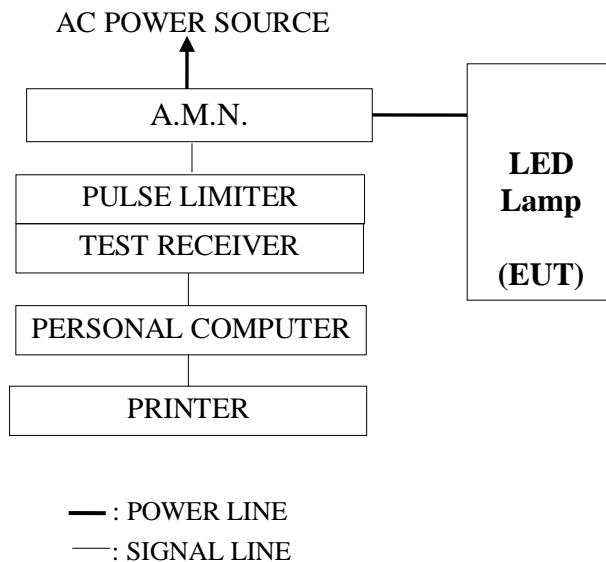 AC POWER SOURCE
A.M.N.
LED
Lamp
(EUT)
PULSE LIMITER
TEST RECEIVER
PERSONAL COMPUTER
PRINTER
: POWER LINE
: SIGNAL LINE